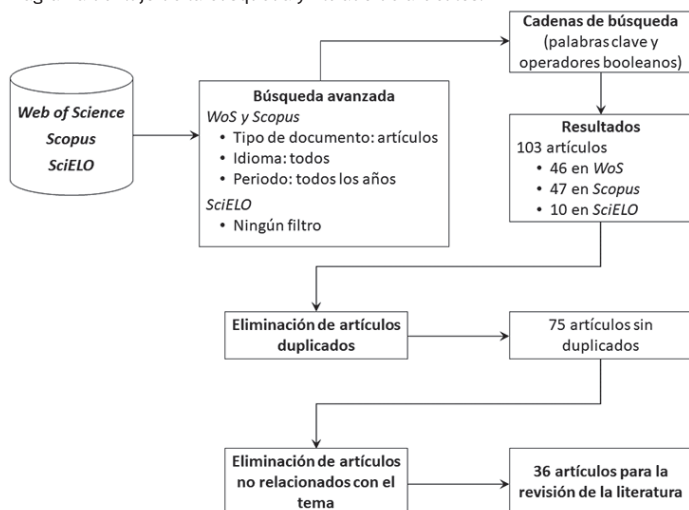 Web of Science
Scopus
SciELO
Búsqueda avanzada
WoS y Scopus
• Tipo de documento: artículos
• Idioma: todos
• Periodo: todos los años
SciELO
• Ningún filtro
Cadenas de búsqueda
(palabras clave y
operadores booleanos)
Resultados
103 artículos
• 46 en WoS
• 47 en Scopus
• 10 en SciELO
Eliminación de artículos
duplicados
75 artículos sin
duplicados
Eliminación de artículos
no relacionados con el
tema
36 artículos para la
revisión de la literatura